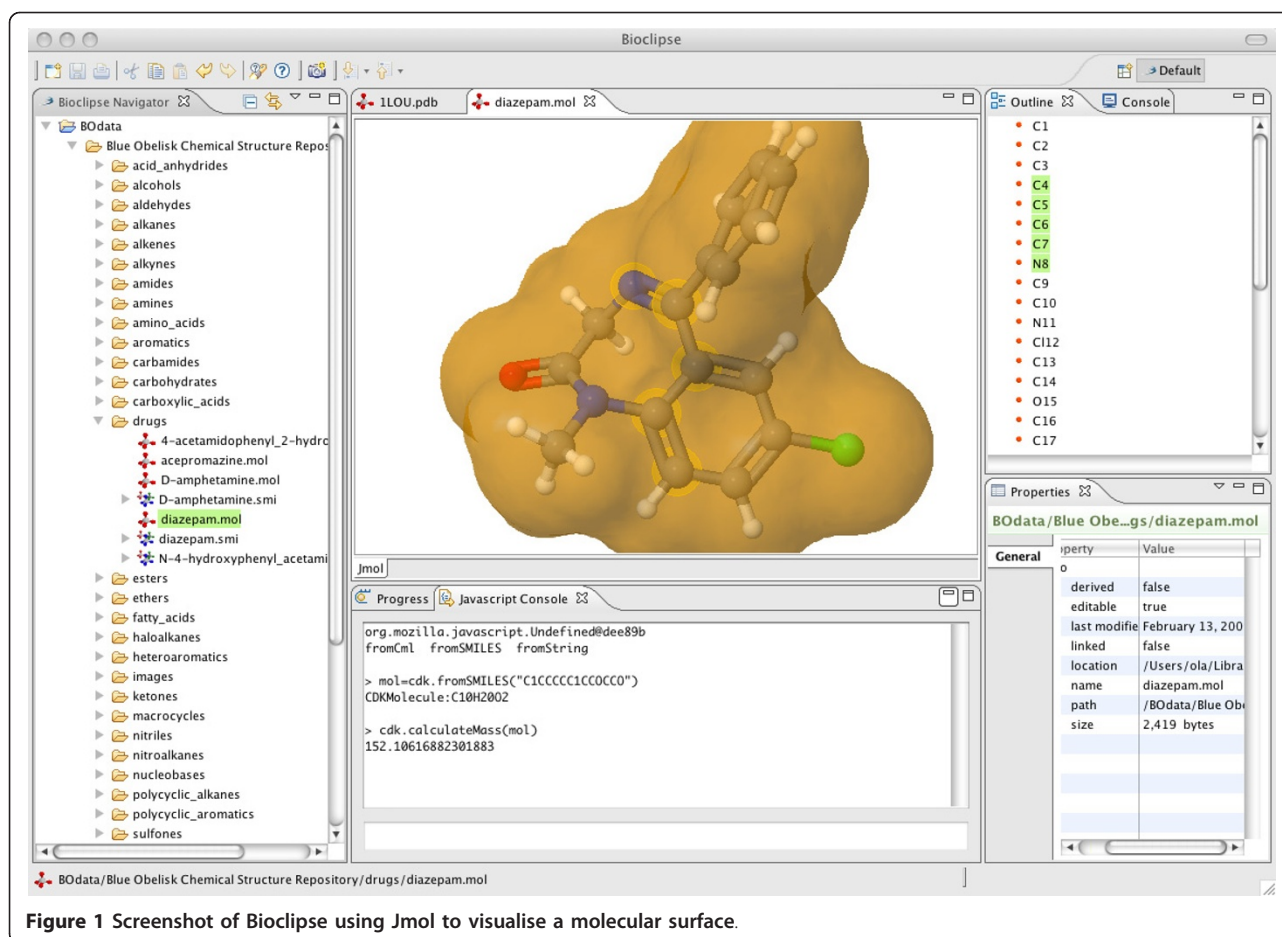 Bioclipse
Default
Bioclipse Navigator
BOdata
Blue Obelisk Chemical Structure Repos
acid_anhydrides
alcohols
aldehydes
alkanes
alkenes
alkynes
amides
amines
amino_acids
aromatics
carbamides
carbohydrates
carboxylic_acids
drugs
4-acetamidophenyl_2-hydro
acepromazine.mol
D-amphetamine.mol
D-amphetamine.smi
diazepam.mol
diazepam.smi
N-4-hydroxyphenyl_acetami
esters
ethers
fatty_acids
haloalkanes
heteroaromatics
images
ketones
macrocycles
nitriles
nitroalkanes
nucleobases
polycyclic_alkanes
polycyclic_aromatics
sulfones
1LOU.pdb
diazepam.mol
Jmol
Progress
Javascript Console
org.mozilla.javascript.Undefined@dee89b
fromCml fromSMILES fromString
> mol=cdk.fromSMILES("C1CCCCC1CCOCCO")
CDKMolecule:C10H20O2
> cdk.calculateMass(mol)
152.10616882301883
Outline
Console
C1
C2
C3
C4
C5
C6
C7
N8
C9
C10
N11
Cl12
C13
C14
O15
C16
C17
Properties
BOdata/Blue Obe...gs/diazepam.mol
General
perty Value
o
derived false
editable true
last modifie February 13, 200
linked false
location /Users/ola/Libra
name diazepam.mol
path /BOdata/Blue Obe
size 2,419 bytes
BOdata/Blue Obelisk Chemical Structure Repository/drugs/diazepam.mol
Figure 1 Screenshot of Bioclipse using Jmol to visualise a molecular surface.